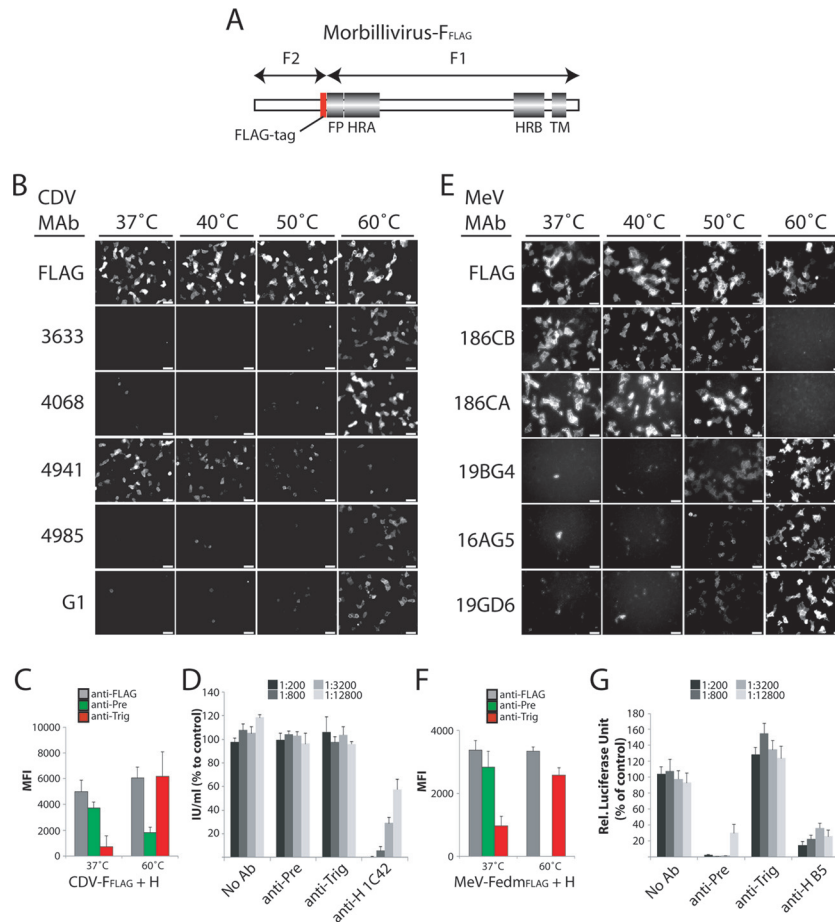 A
Morbillivirus-FFLAG
F2
F1
FLAG-tag
FP HRA
HRB TM
B
CDV
MAb
37˚C
40˚C
50˚C
60˚C
FLAG
3633
4068
4941
4985
G1
E
MeV
MAb
37˚C
40˚C
50˚C
60˚C
FLAG
186CB
186CA
19BG4
16AG5
19GD6
C
anti-FLAG
anti-Pre
anti-Trig
MFI
10000
8000
6000
4000
2000
0
37˚C
60˚C
CDV-FFLAG + H
D
1:200
1:3200
1:800
1:12800
IU/ml (% to control)
140
120
100
80
60
40
20
No Ab
anti-Pre
anti-Trig
anti-H 1C42
F
anti-FLAG
anti-Pre
anti-Trig
MFI
4000
2000
0
37˚C
60˚C
MeV-FedmFLAG + H
G
1:200
1:3200
1:800
1:12800
Rel. Luciferase Unit
(% of control)
180
160
140
120
100
80
60
40
20
0
No Ab
anti-Pre
anti-Trig
anti-H B5